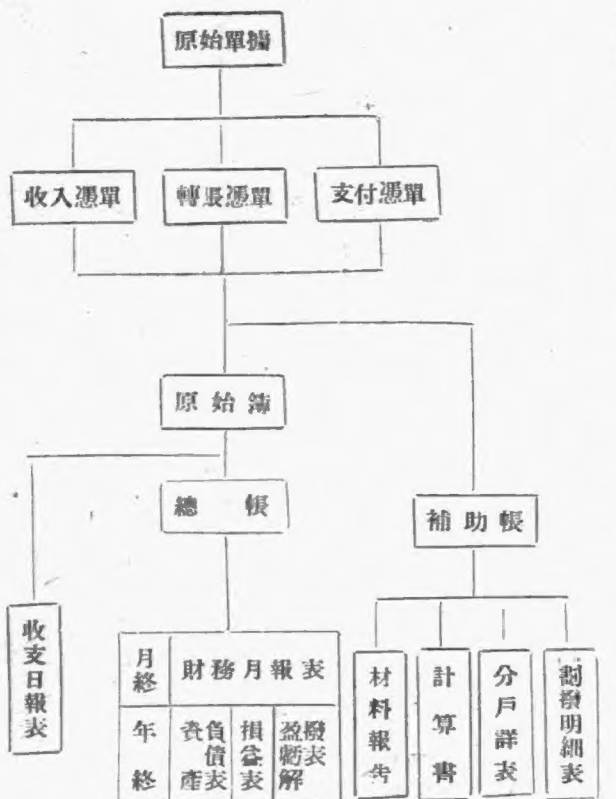 原始單據
收入憑單
轉賬憑單
支付憑單
原始簿
總帳
補助帳
收支日報表
月終
財務月報表
年終
資產負債表
損益表
盈虧解撥表
材料報告
計算書
分戶詳表
劃撥明細表